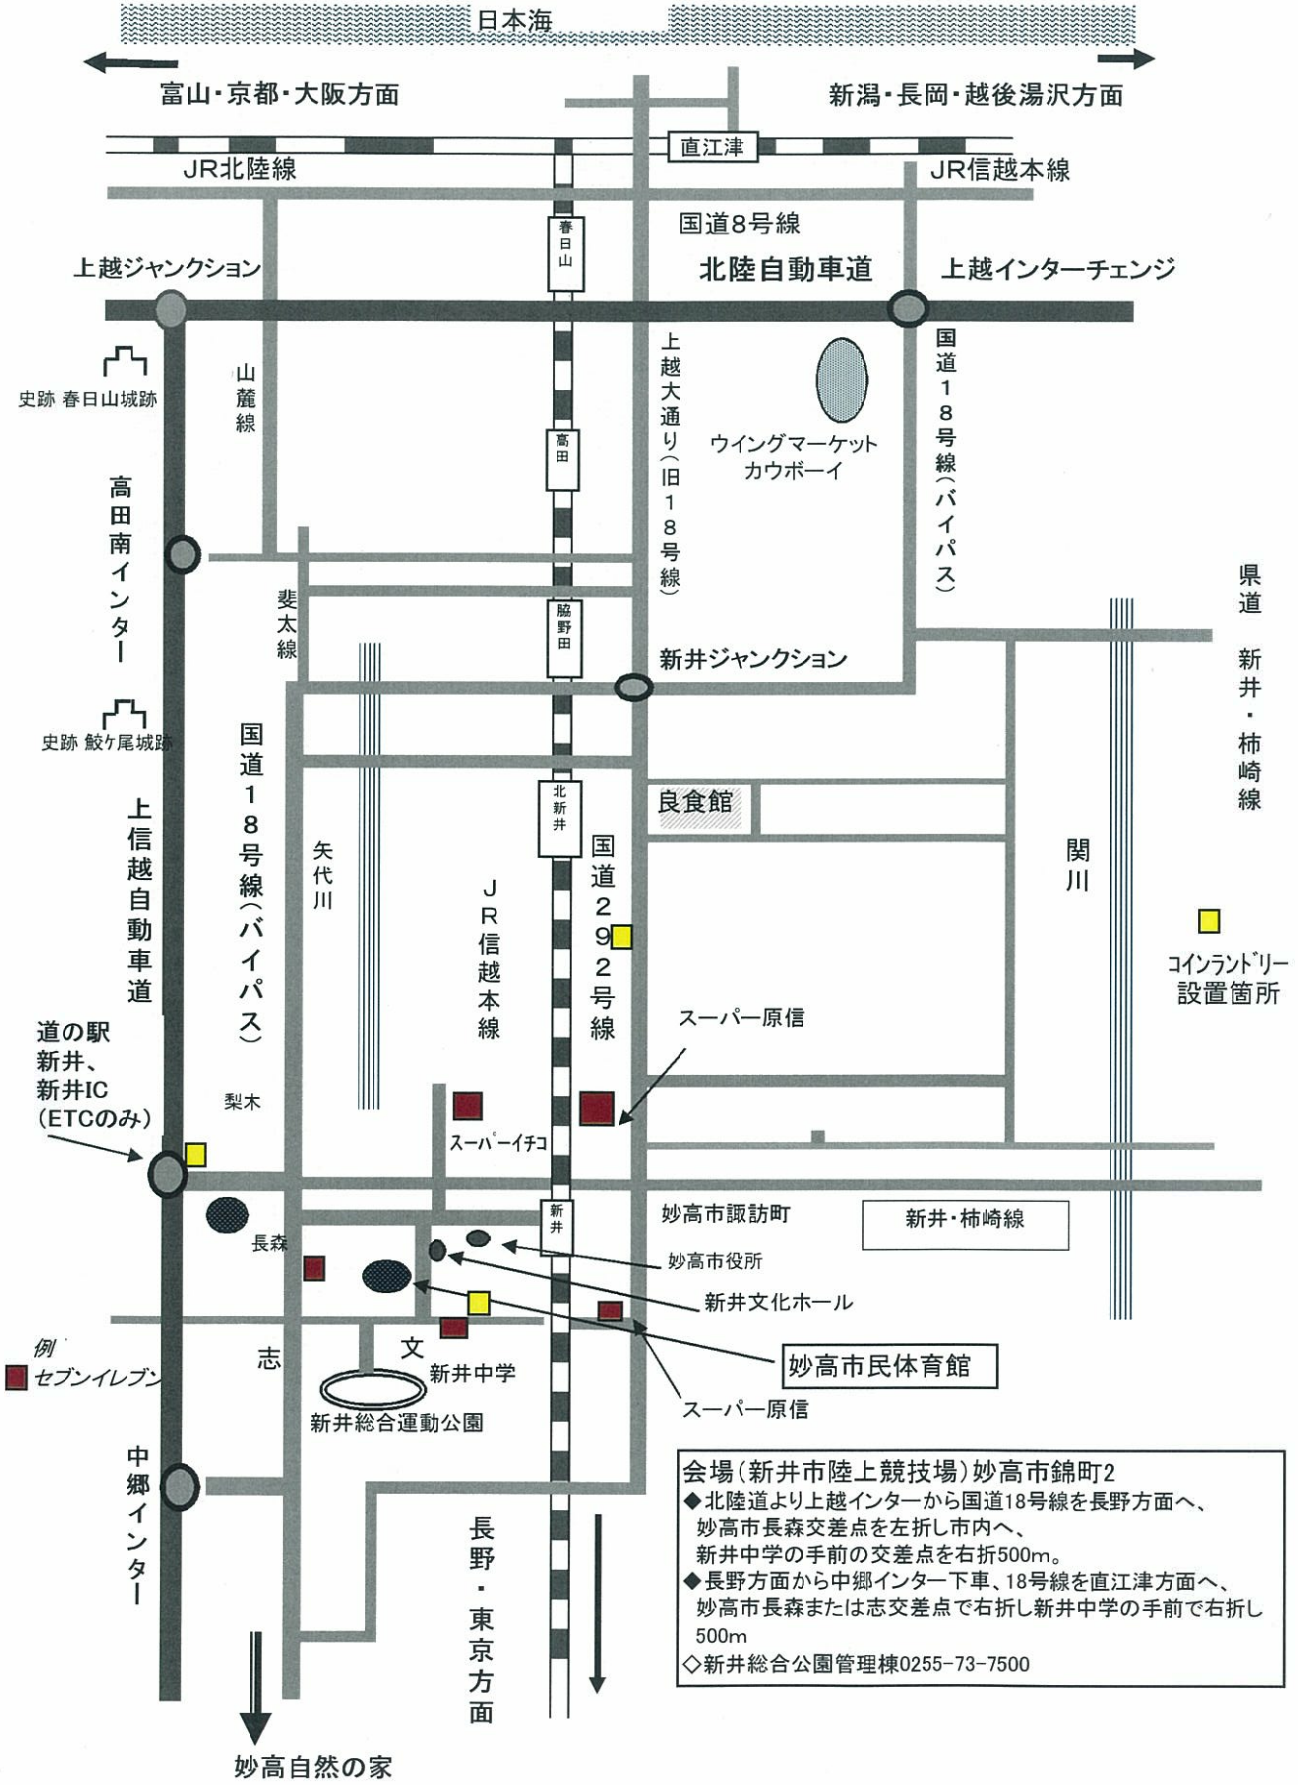 日本海
富山・京都・大阪方面
新潟・長岡・越後湯沢方面
直江津
JR北陸線
JR信越本線
国道8号線
春日山
上越ジャンクション
北陸自動車道
上越インターチェンジ
史跡 春日山城跡
山麓線
高田
上越大通り(旧18号線)
ウイングマーケット
カウボーイ
国道18号線(バイパス)
高田南インター
斐太線
脇野田
新井ジャンクション
県道 新井・柿崎線
史跡 鮫ケ尾城跡
国道18号線(バイパス)
上信越自動車道
矢代川
北新井
良食館
国道292号線
JR信越本線
関川
コインランドリー
設置箇所
スーパー原信
道の駅
新井、
新井IC
(ETCのみ)
梨木
スーパーイチコ
新井
妙高市諏訪町
新井・柿崎線
長森
妙高市役所
新井文化ホール
妙高市民体育館
例
セブンイレブン
志
文
新井中学
新井総合運動公園
スーパー原信
中郷インター
長野・東京方面
妙高自然の家
会場(新井市陸上競技場)妙高市錦町2
◆北陸道より上越インターから国道18号線を長野方面へ、
妙高市長森交差点を左折し市内へ、
新井中学の手前の交差点を右折500m。
◆長野方面から中郷インター下車、18号線を直江津方面へ、
妙高市長森または志交差点で右折し新井中学の手前で右折し
500m
◇新井総合公園管理棟0255-73-7500